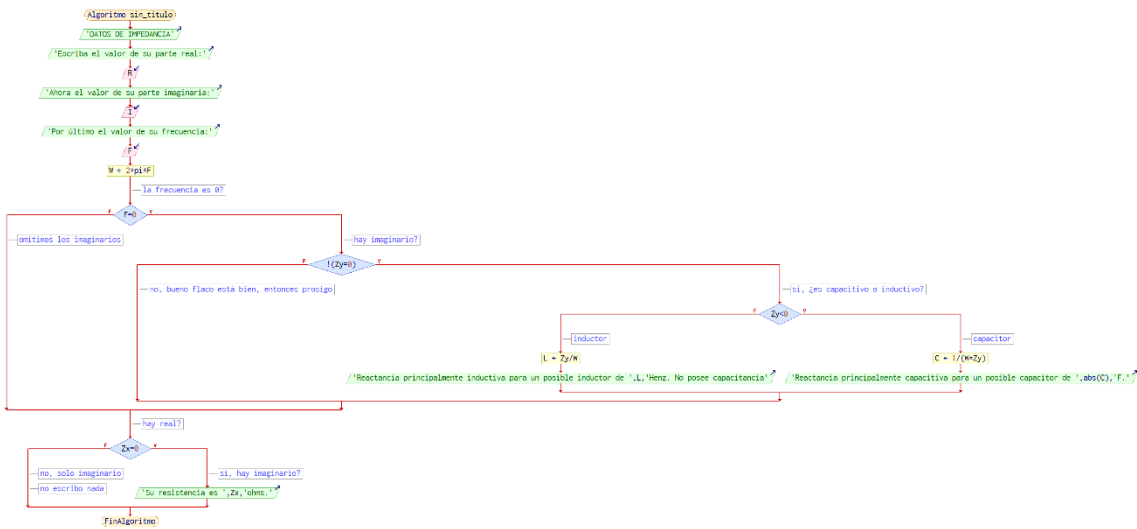 Algoritmo sin_titulo
'DATOS DE IMPEDANCIA'
'Escriba el valor de su parte real:'
R
'Ahora el valor de su parte imaginaria:'
I
'Por último el valor de su frecuencia:'
F
W ← 2*pi*F
la frecuencia es 0?
F F=0 V
omitimos los imaginarios
hay imaginario?
F !(Zy=0) V
no, bueno flaco está bien, entonces prosigo
si, ¿es capacitivo o inductivo?
F Zy<0 V
inductor
capacitor
L ← Zy/W
C ← 1/(W*Zy)
'Reactancia principalmente inductiva para un posible inductor de ',L,'Henz. No posee capacitancia'
'Reactancia principalmente capacitiva para un posible capacitor de ',abs(C),'F.'
hay real?
F Zx=0 V
no, solo imaginario
si, hay imaginario?
no escribo nada
'Su resistencia es ',Zx,'ohms.'
FinAlgoritmo